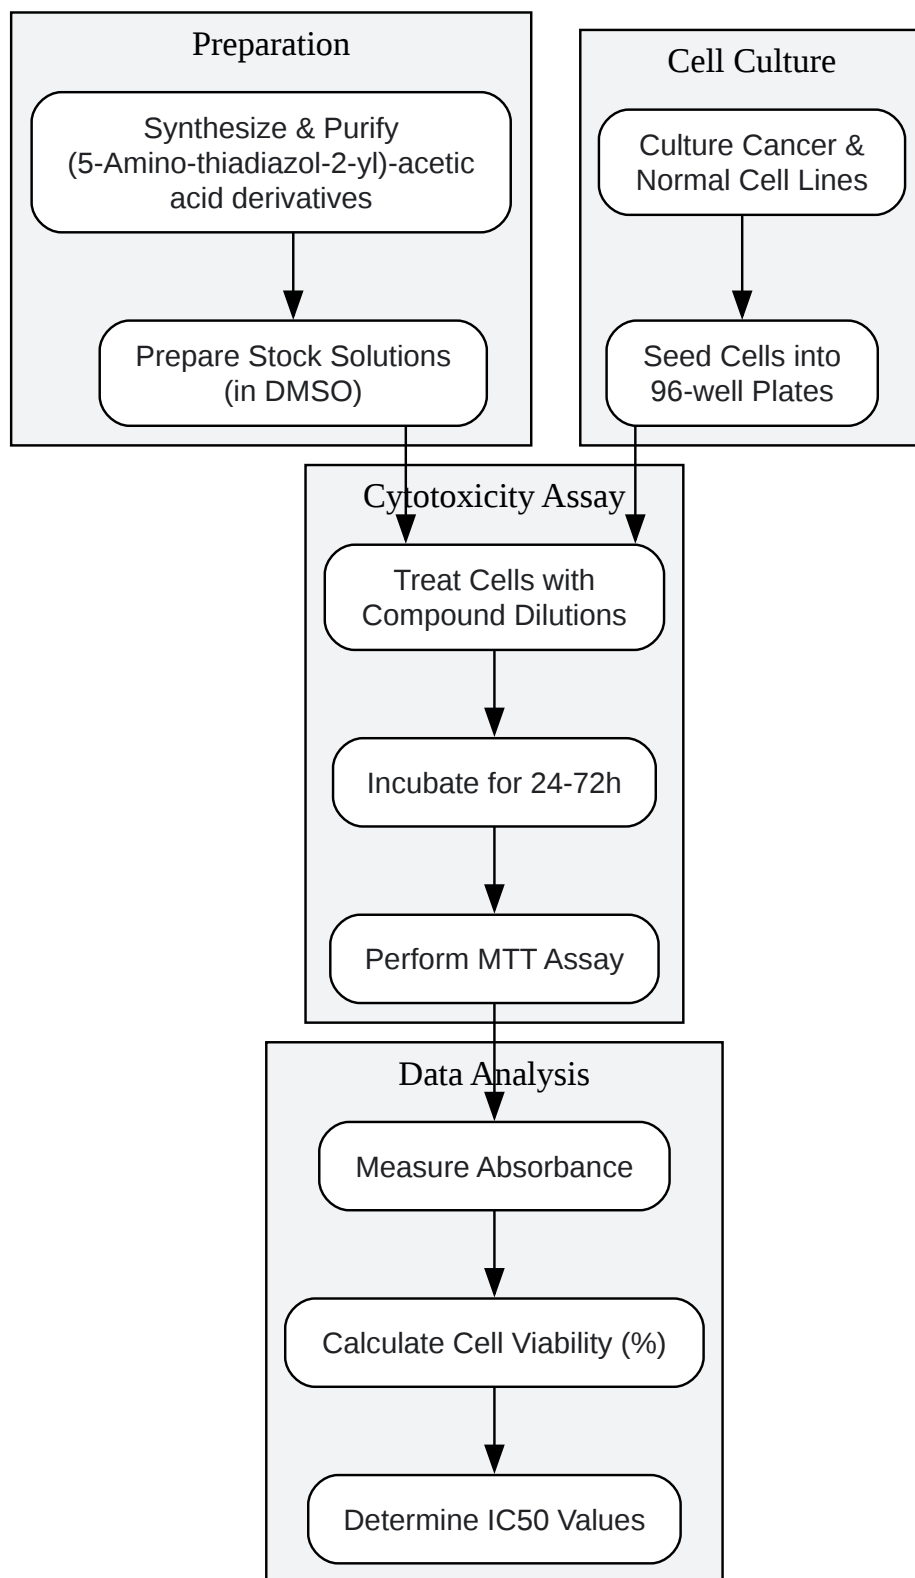 Preparation
Synthesize & Purify
(5-Amino-thiadiazol-2-yl)-acetic
acid derivatives
Prepare Stock Solutions
(in DMSO)
Cell Culture
Culture Cancer &
Normal Cell Lines
Seed Cells into
96-well Plates
Cytotoxicity Assay
Treat Cells with
Compound Dilutions
Incubate for 24-72h
Perform MTT Assay
Data Analysis
Measure Absorbance
Calculate Cell Viability (%)
Determine IC50 Values